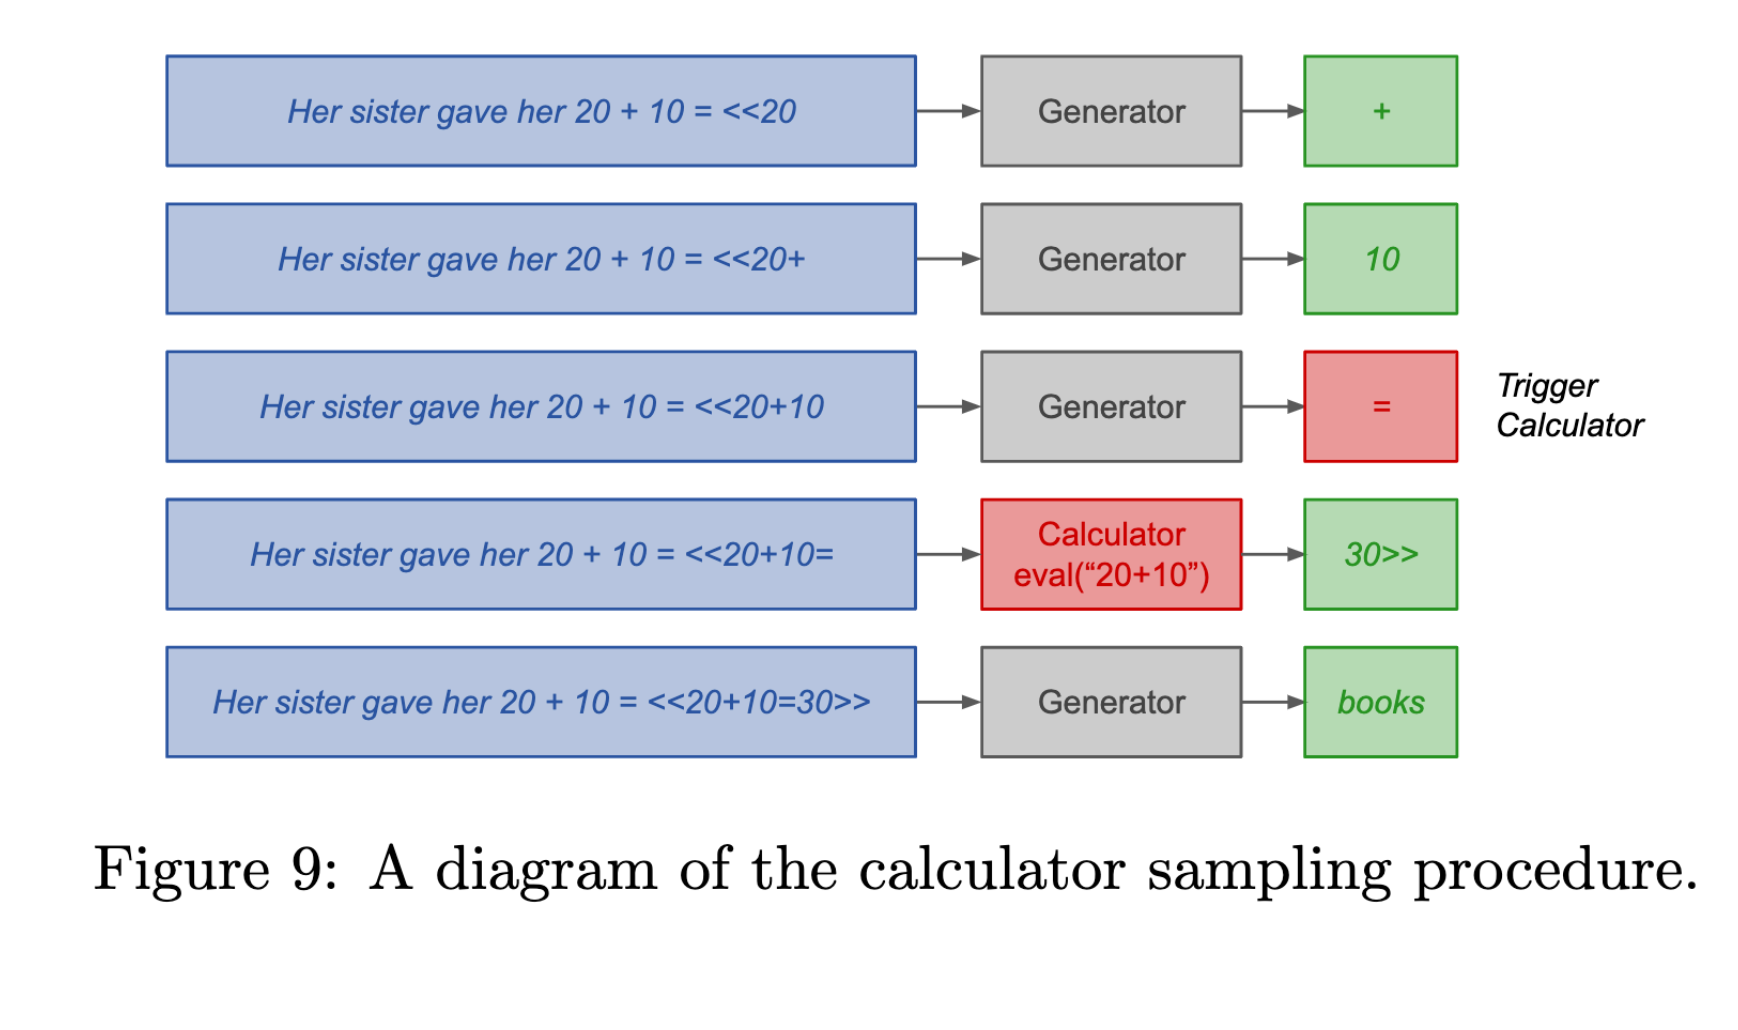 Her sister gave her 20 + 10 = <<20
Generator
+
Her sister gave her 20 + 10 = <<20+
Generator
10
Her sister gave her 20 + 10 = <<20+10
Generator
=
Trigger
Calculator
Her sister gave her 20 + 10 = <<20+10=
Calculator
eval(“20+10”)
30>>
Her sister gave her 20 + 10 = <<20+10=30>>
Generator
books
Figure 9: A diagram of the calculator sampling procedure.